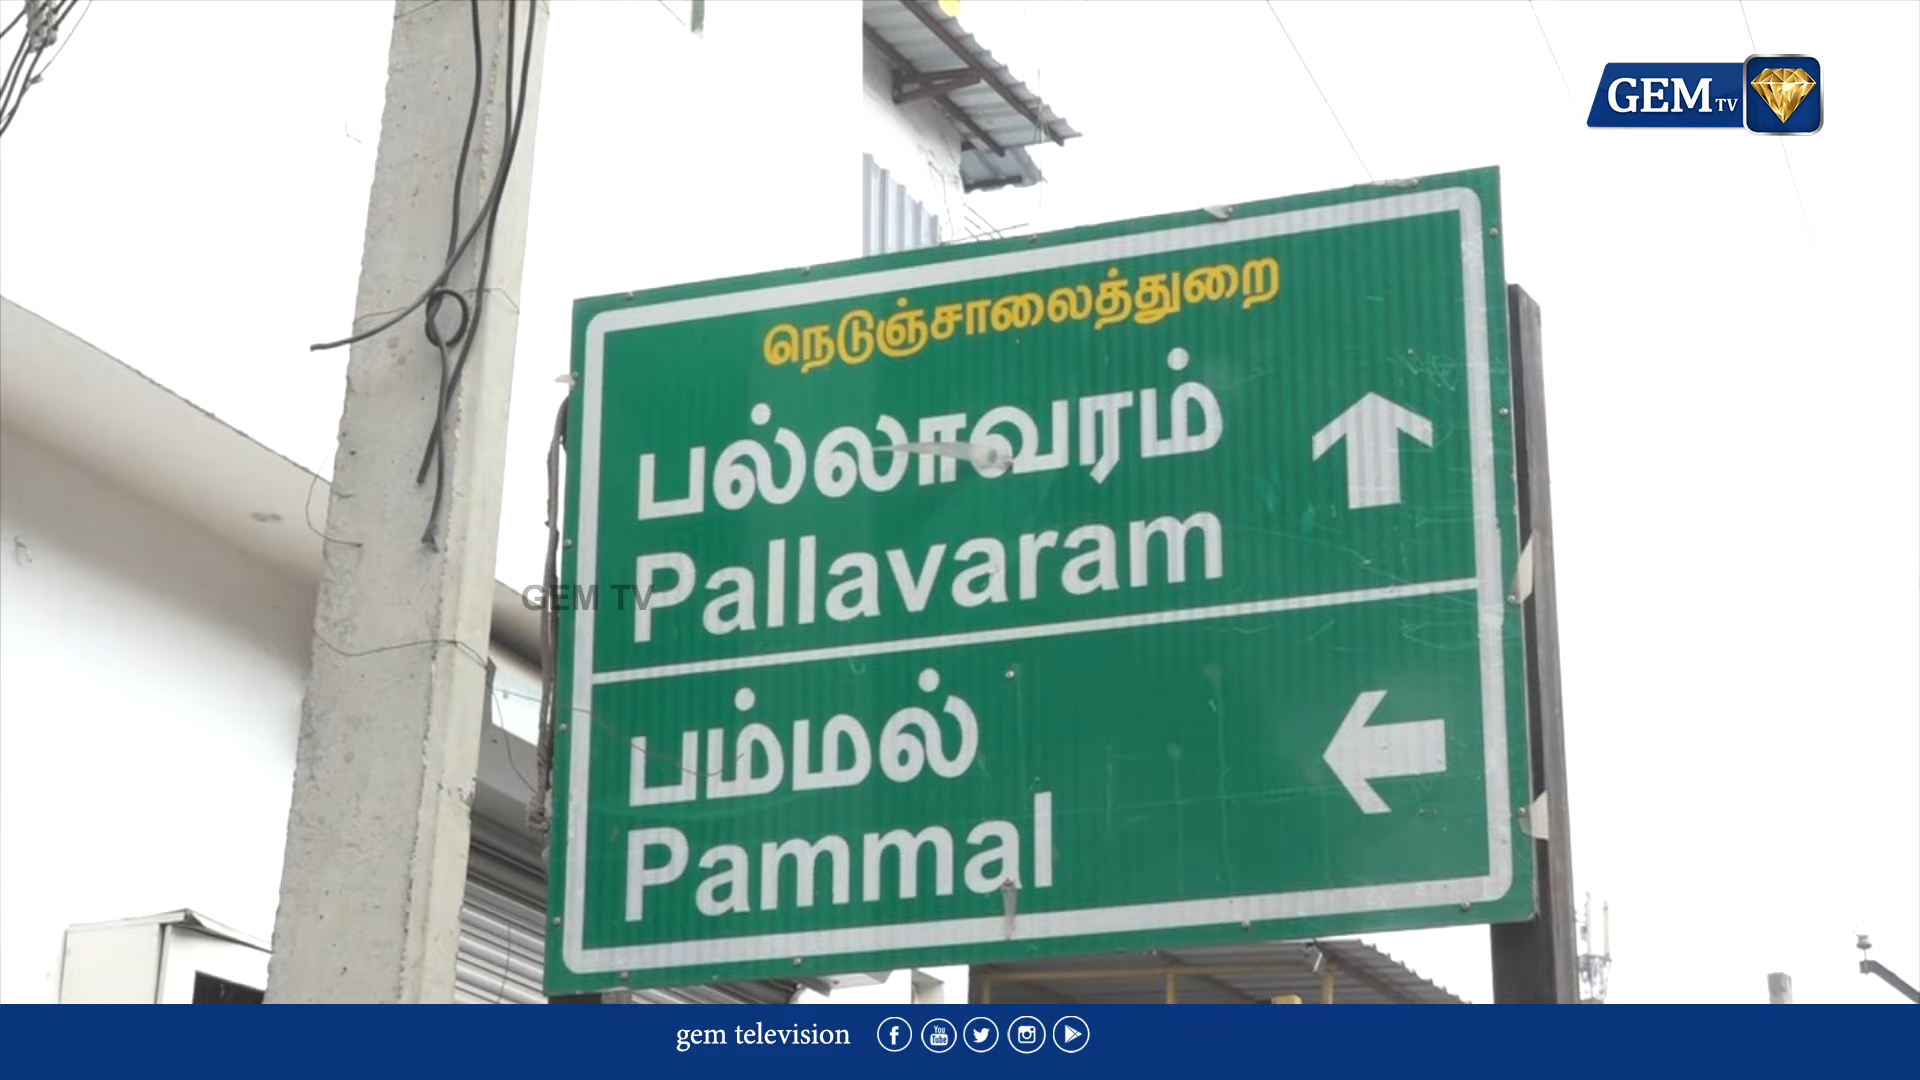 GEM TV
நெடுஞ்சாலைத்துறை
பல்லாவரம்
Pallavaram
GEM TV
பம்மல்
Pammal
gem television